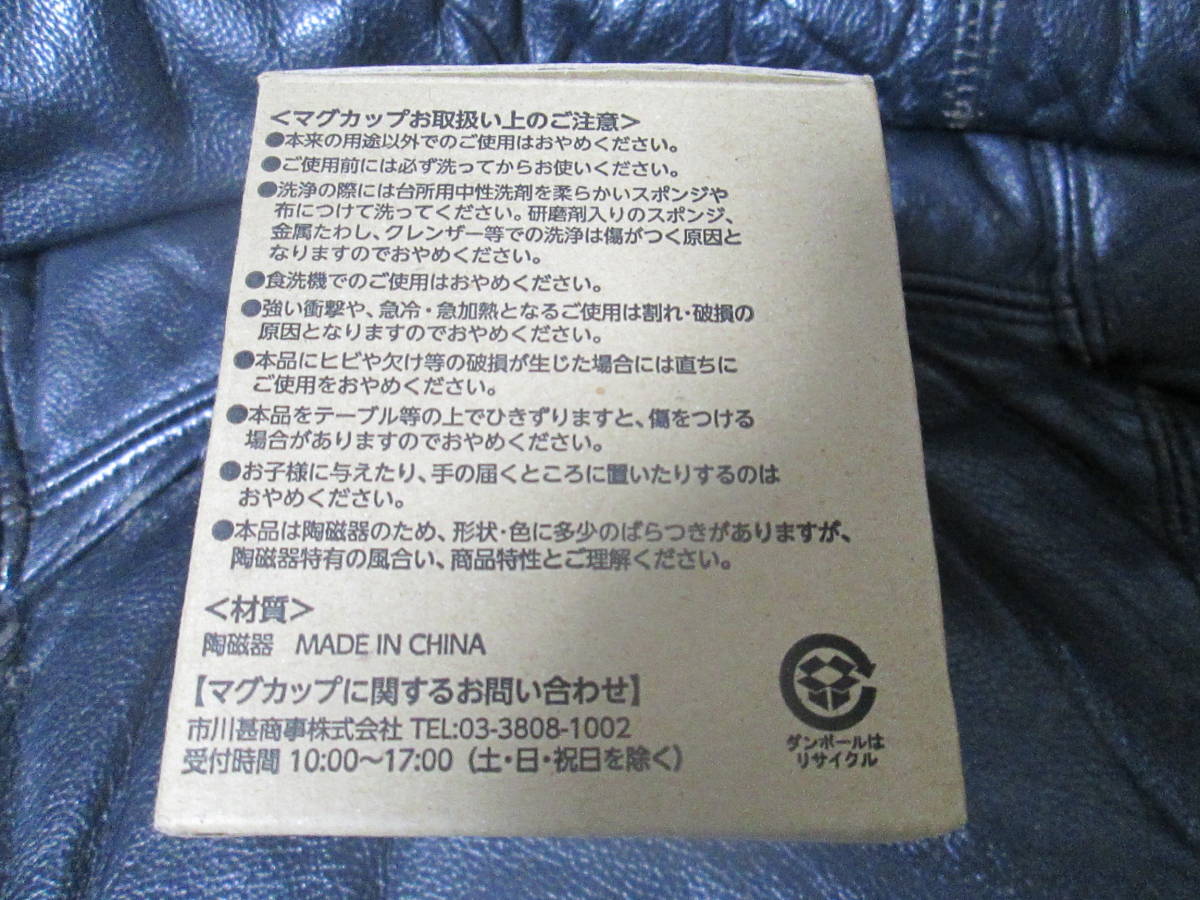 ＜マグカップお取扱い上のご注意＞
●本来の用途以外でのご使用はおやめください。
●ご使用前には必ず洗ってからお使いください。
●洗浄の際には台所用中性洗剤を柔らかいスポンジや
布につけて洗ってください。研磨剤入りのスポンジ、
金属たわし、クレンザー等での洗浄は傷がつく原因と
なりますのでおやめください。
●食洗機でのご使用はおやめください。
●強い衝撃や、急冷・急加熱となるご使用は割れ・破損の
原因となりますのでおやめください。
●本品にヒビや欠け等の破損が生じた場合には直ちに
ご使用をおやめください。
●本品をテーブル等の上でひきずりますと、傷をつける
場合がありますのでおやめください。
●お子様に与えたり、手の届くところに置いたりするのは
おやめください。
●本品は陶磁器のため、形状・色に多少のばらつきがありますが、
陶磁器特有の風合い、商品特性とご理解ください。
＜材質＞
陶磁器 MADE IN CHINA
【マグカップに関するお問い合わせ】
市川甚商事株式会社 TEL:03-3808-1002
受付時間 10:00～17:00（土・日・祝日を除く）
ダンボールは
リサイクル